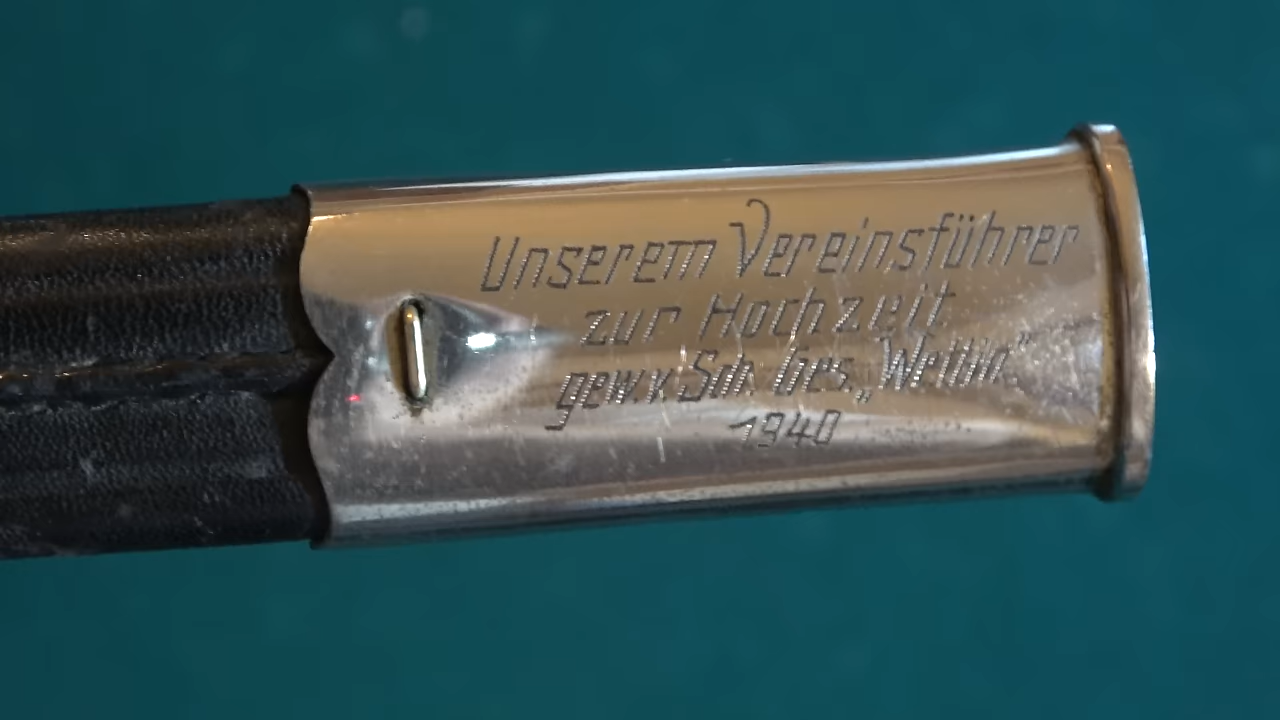 Unserem Vereinsführer
zur Hochzeit
gew. v. Sch. Ges. „Wettin”
1940